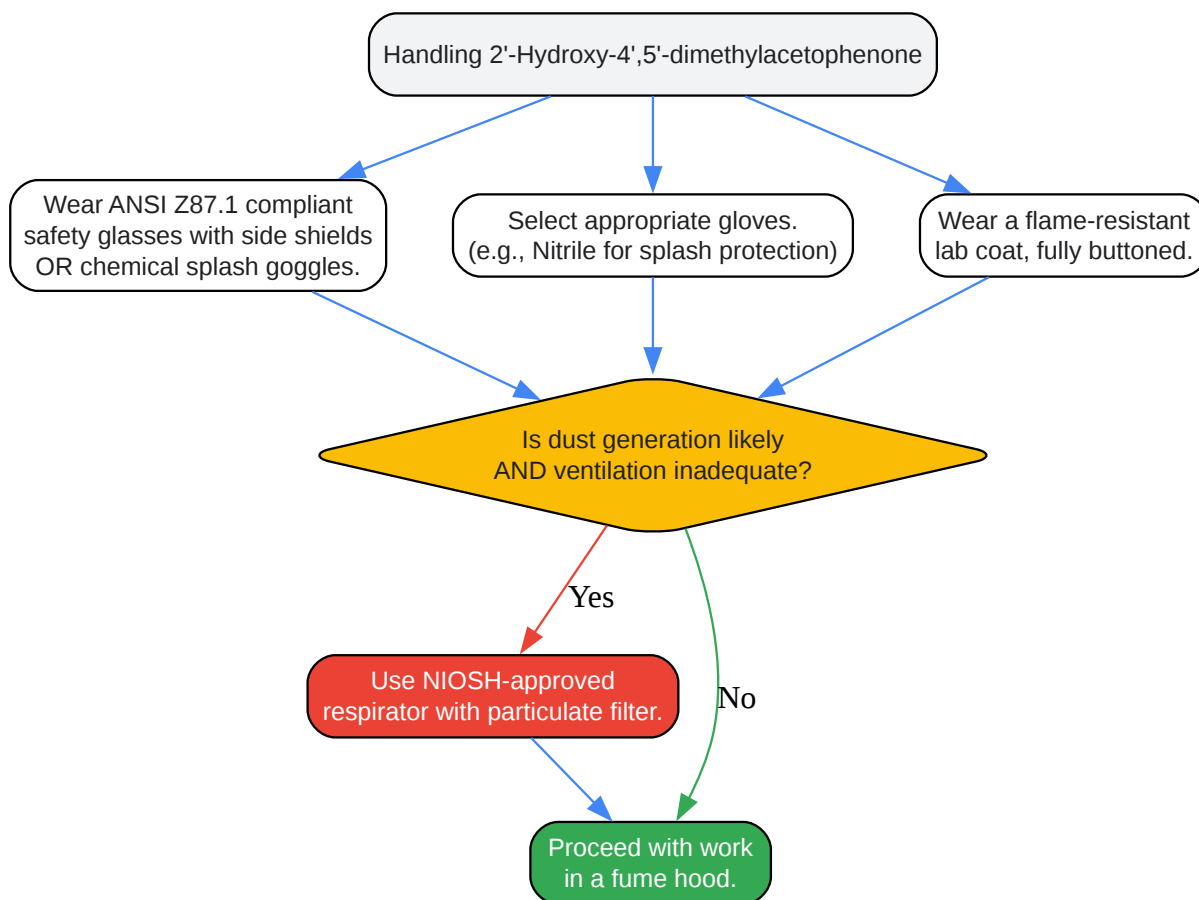 Handling 2'-Hydroxy-4',5'-dimethylacetophenone
Wear ANSI Z87.1 compliant
safety glasses with side shields
OR chemical splash goggles.
Select appropriate gloves.
(e.g., Nitrile for splash protection)
Wear a flame-resistant
lab coat, fully buttoned.
Is dust generation likely
AND ventilation inadequate?
Yes
Use NIOSH-approved
respirator with particulate filter.
No
Proceed with work
in a fume hood.